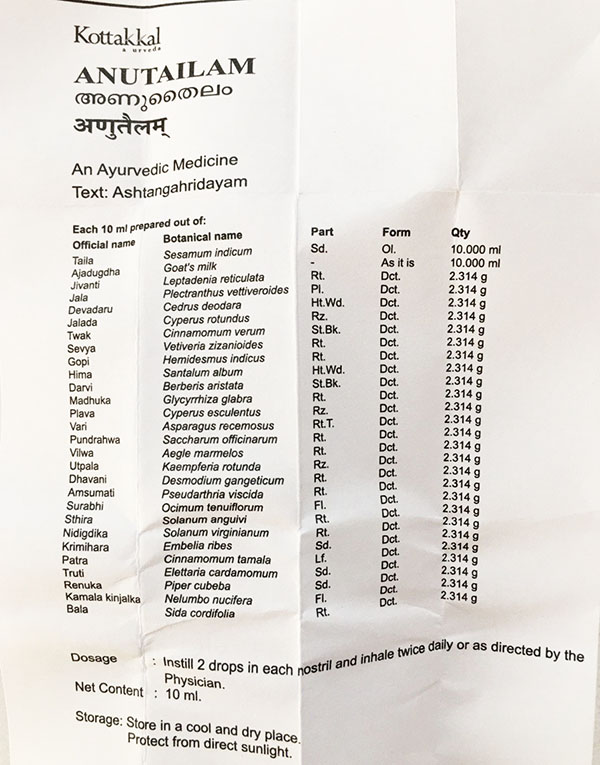 Kottakkal
a urveda
ANUTAILAM
അണുതൈലം
अणुतैलम्
An Ayurvedic Medicine
Text: Ashtangahridayam
Each 10 ml prepared out of:
Official name Botanical name Part Form Qty
Taila Sesamum indicum Sd. Ol. 10.000 ml
Ajadugdha Goat's milk - As it is 10.000 ml
Jivanti Leptadenia reticulata Rt. Dct. 2.314 g
Jala Plectranthus vettiveroides Pl. Dct. 2.314 g
Devadaru Cedrus deodara Ht.Wd. Dct. 2.314 g
Jalada Cyperus rotundus Rz. Dct. 2.314 g
Twak Cinnamomum verum St.Bk. Dct. 2.314 g
Sevya Vetiveria zizanioides Rt. Dct. 2.314 g
Gopi Hemidesmus indicus Rt. Dct. 2.314 g
Hima Santalum album Ht.Wd. Dct. 2.314 g
Darvi Berberis aristata St.Bk. Dct. 2.314 g
Madhuka Glycyrrhiza glabra Rt. Dct. 2.314 g
Plava Cyperus esculentus Rz. Dct. 2.314 g
Vari Asparagus recemosus Rt.T. Dct. 2.314 g
Pundrahwa Saccharum officinarum Rt. Dct. 2.314 g
Vilwa Aegle marmelos Rt. Dct. 2.314 g
Utpala Kaempferia rotunda Rz. Dct. 2.314 g
Dhavani Desmodium gangeticum Rt. Dct. 2.314 g
Amsumati Pseudarthria viscida Rt. Dct. 2.314 g
Surabhi Ocimum tenuiflorum Fl. Dct. 2.314 g
Sthira Solanum anguivi Rt. Dct. 2.314 g
Nidigdika Solanum virginianum Rt. Dct. 2.314 g
Krimihara Embelia ribes Sd. Dct. 2.314 g
Patra Cinnamomum tamala Lf. Dct. 2.314 g
Truti Elettaria cardamomum Sd. Dct. 2.314 g
Renuka Piper cubeba Sd. Dct. 2.314 g
Kamala kinjalka Nelumbo nucifera Fl. Dct. 2.314 g
Bala Sida cordifolia Rt. Dct. 2.314 g
Dosage : Instill 2 drops in each nostril and inhale twice daily or as directed by the
Physician.
Net Content : 10 ml.
Storage: Store in a cool and dry place.
Protect from direct sunlight.